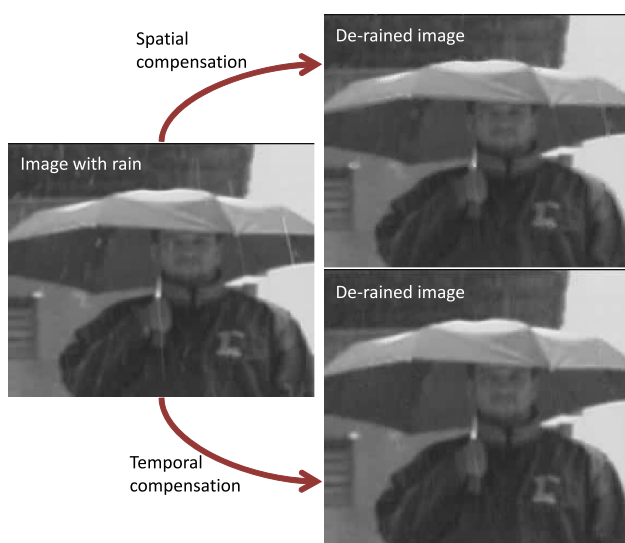 Spatial
compensation
De-rained image
Image with rain
De-rained image
Temporal
compensation